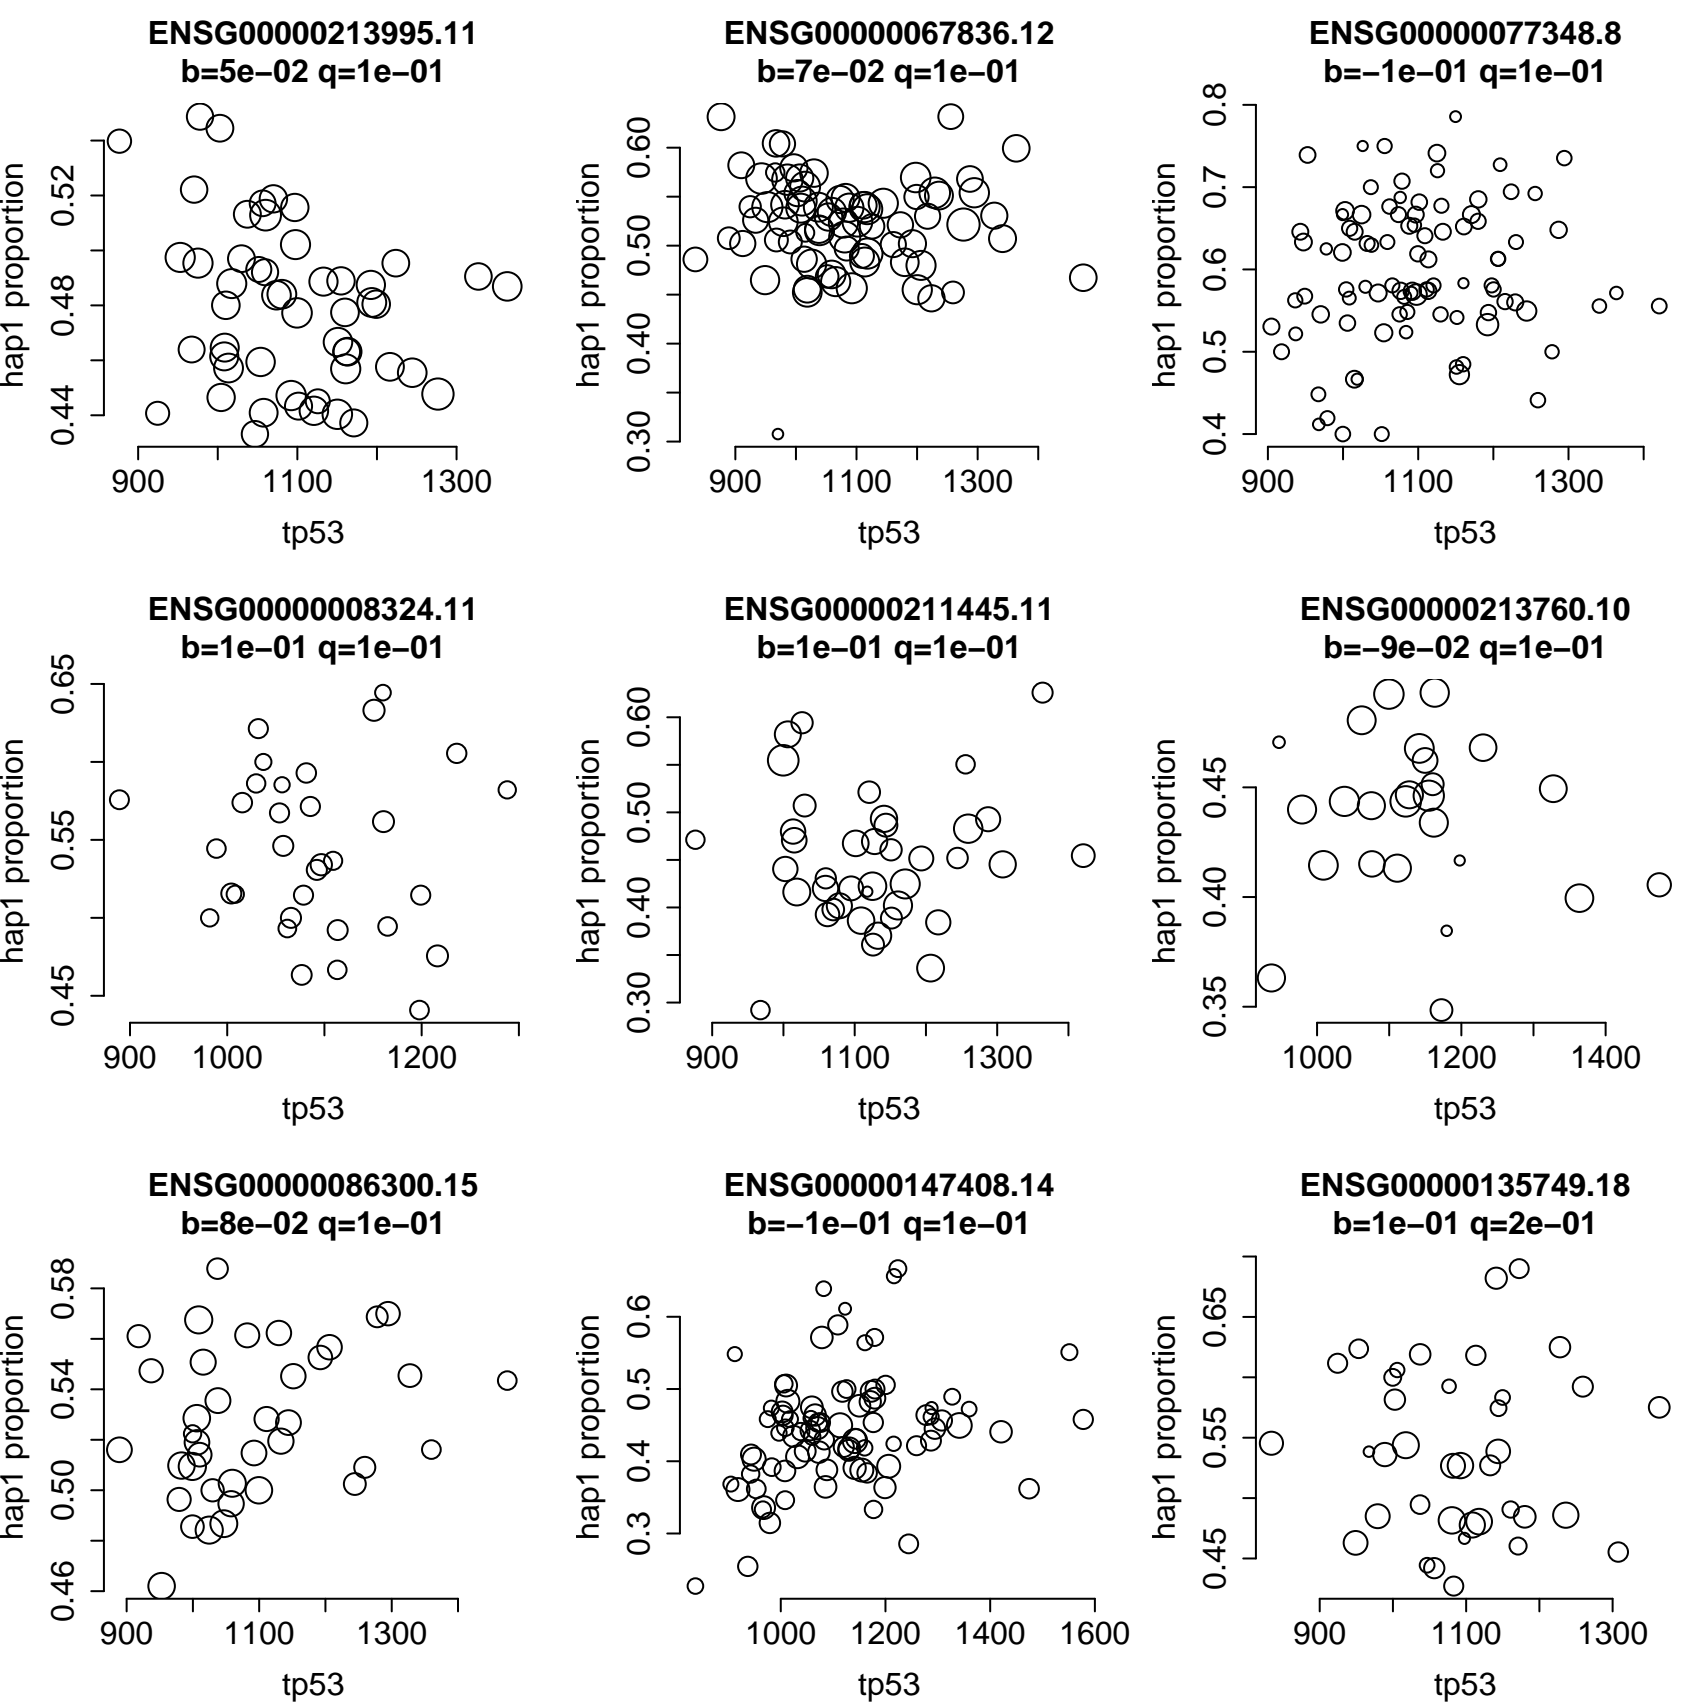 ENSG00000213995.11
b=5e−02 q=1e−01
hap1 proportion
0.44 0.48 0.52
900 1100 1300
tp53
ENSG00000067836.12
b=7e−02 q=1e−01
hap1 proportion
0.30 0.40 0.50 0.60
900 1100 1300
tp53
ENSG00000077348.8
b=−1e−01 q=1e−01
hap1 proportion
0.4 0.5 0.6 0.7 0.8
900 1100 1300
tp53
ENSG00000008324.11
b=1e−01 q=1e−01
hap1 proportion
0.45 0.55 0.65
900 1000 1200
tp53
ENSG00000211445.11
b=1e−01 q=1e−01
hap1 proportion
0.30 0.40 0.50 0.60
900 1100 1300
tp53
ENSG00000213760.10
b=−9e−02 q=1e−01
hap1 proportion
0.35 0.40 0.45
1000 1200 1400
tp53
ENSG00000086300.15
b=8e−02 q=1e−01
hap1 proportion
0.46 0.50 0.54 0.58
900 1100 1300
tp53
ENSG00000147408.14
b=−1e−01 q=1e−01
hap1 proportion
0.3 0.4 0.5 0.6
1000 1200 1400 1600
tp53
ENSG00000135749.18
b=1e−01 q=2e−01
hap1 proportion
0.45 0.55 0.65
900 1100 1300
tp53